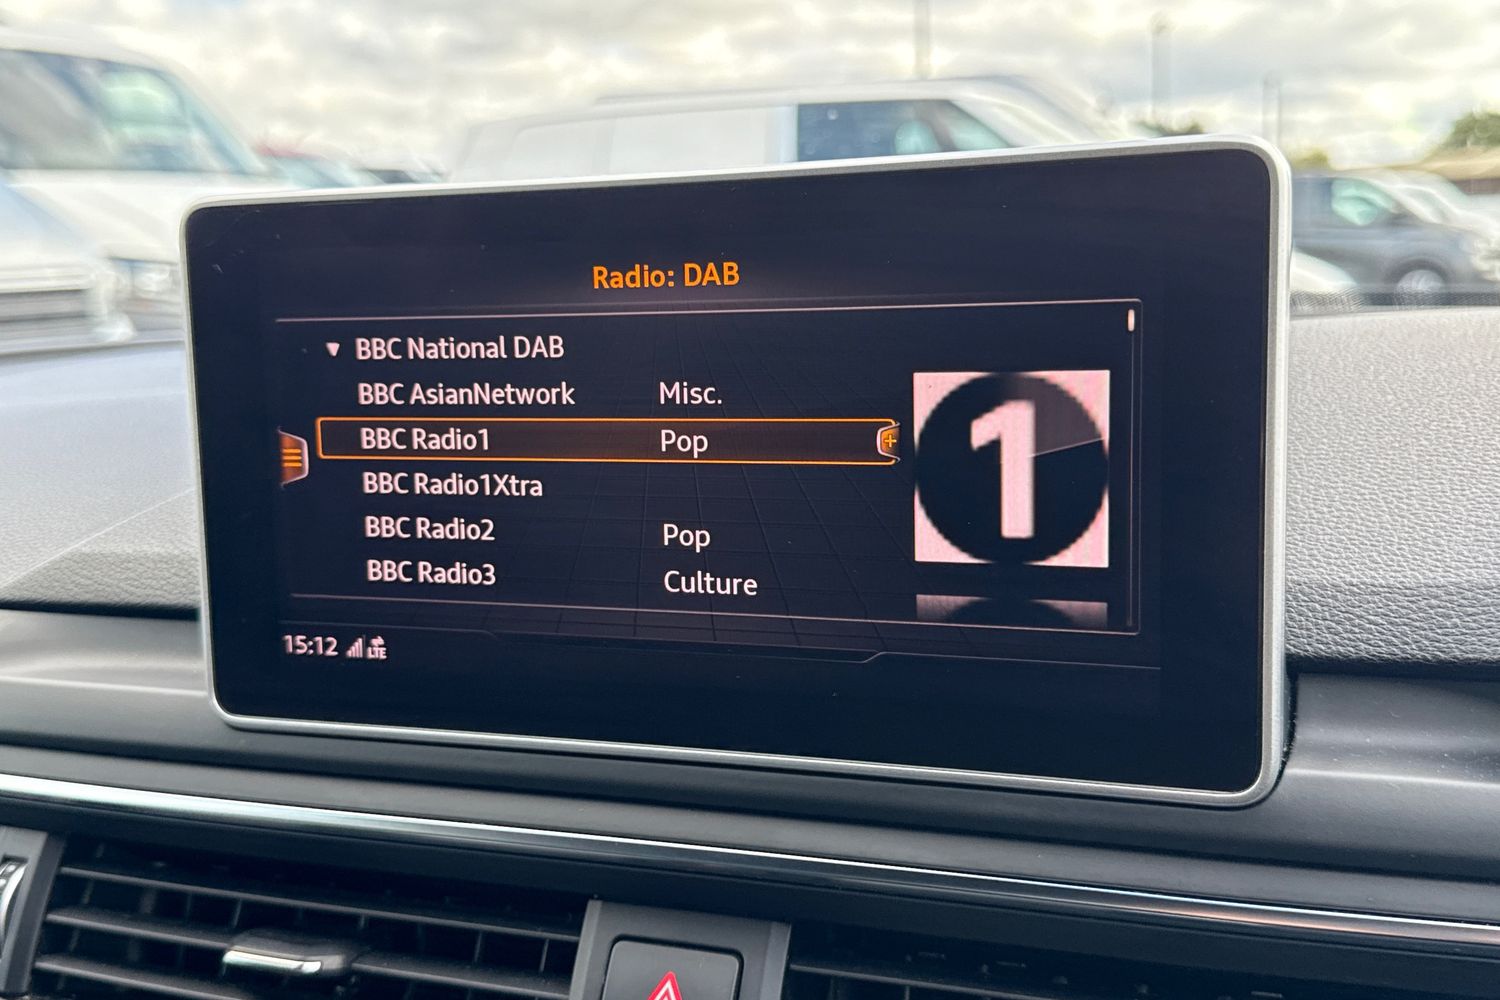 Radio: DAB
BBC National DAB
BBC AsianNetwork Misc.
BBC Radio1 Pop
1
BBC Radio1Xtra
BBC Radio2 Pop
BBC Radio3 Culture
15:12 LTE